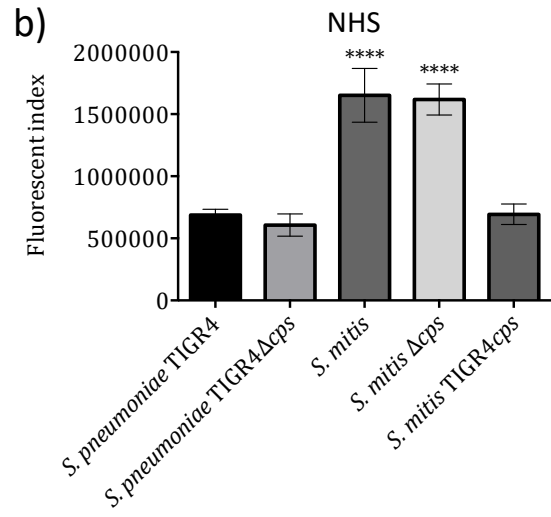 b)
NHS
Fluorescent index
2000000
1500000
1000000
500000
0
**** ****
S. pneumoniae TIGR4
S. pneumoniae TIGR4Δcps
S. mitis
S. mitis Δcps
S. mitis TIGR4cps